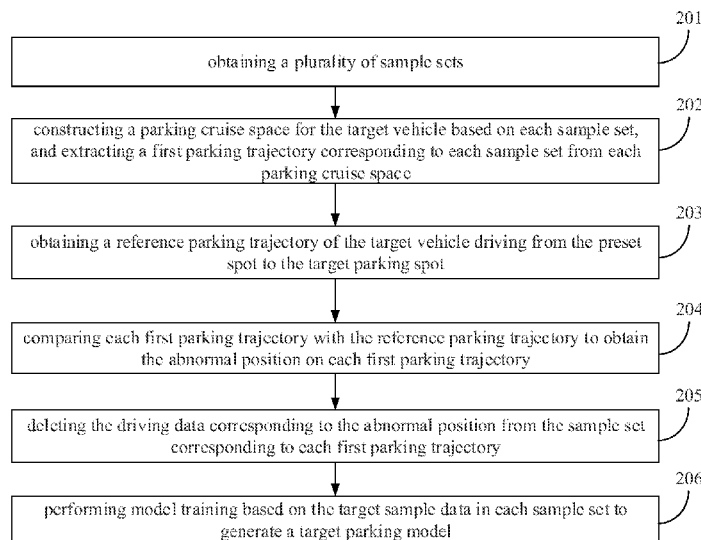 201
obtaining a plurality of sample sets
202
constructing a parking cruise space for the target vehicle based on each sample set,
and extracting a first parking trajectory corresponding to each sample set from each
parking cruise space
203
obtaining a reference parking trajectory of the target vehicle driving from the preset
spot to the target parking spot
204
comparing each first parking trajectory with the reference parking trajectory to obtain
the abnormal position on each first parking trajectory
205
deleting the driving data corresponding to the abnormal position from the sample set
corresponding to each first parking trajectory
206
performing model training based on the target sample data in each sample set to
generate a target parking model